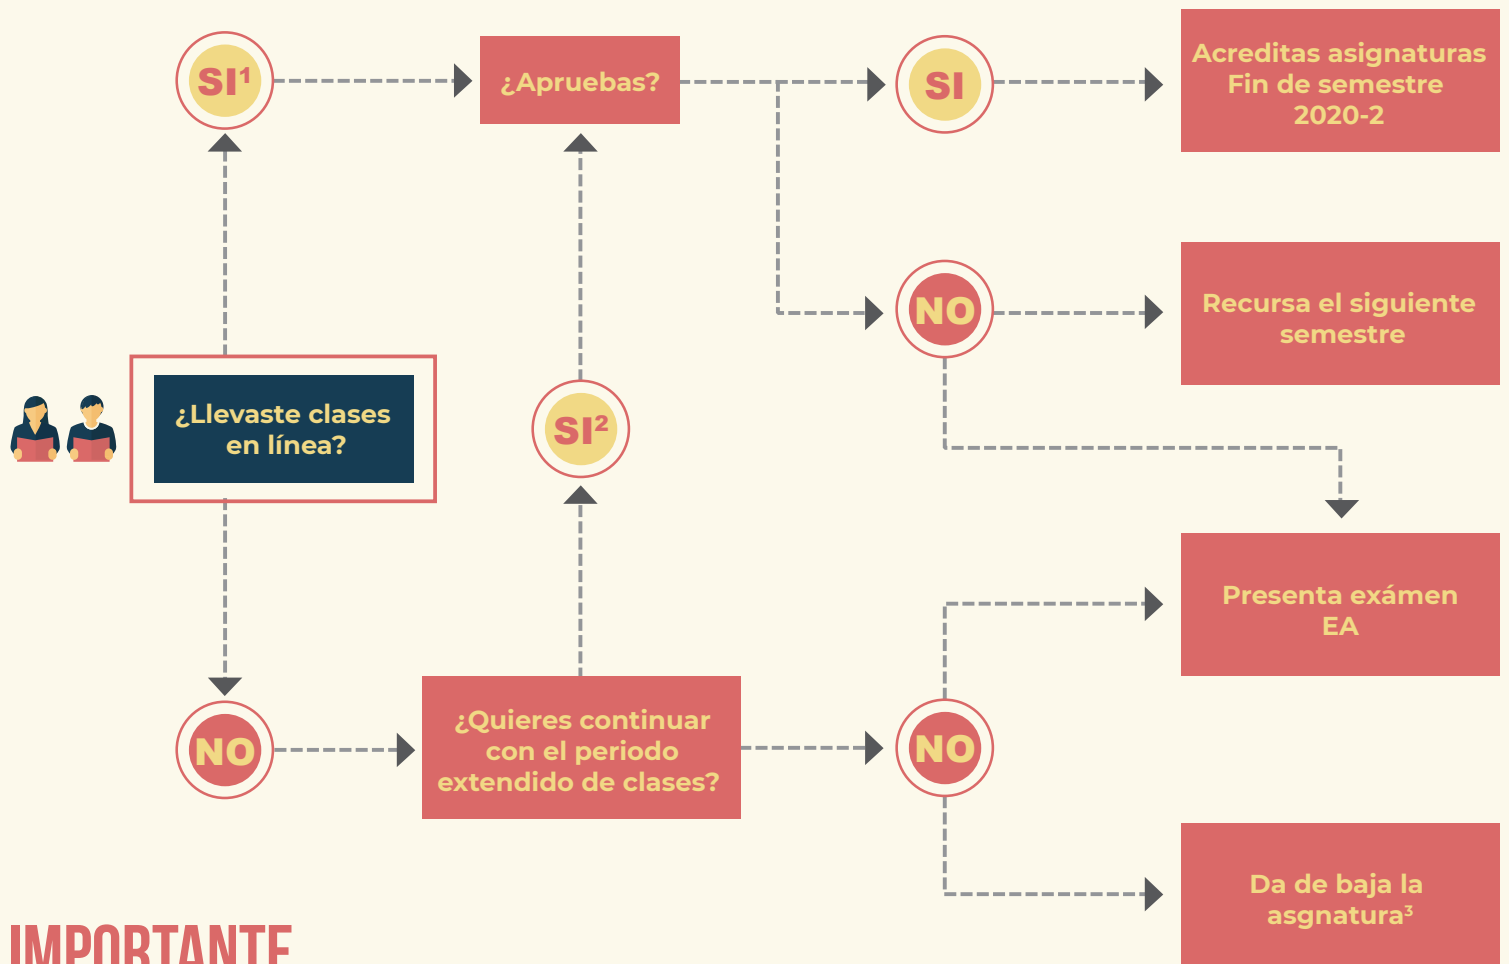 SI¹
¿Apruebas?
SI
Acreditas asignaturas
Fin de semestre
2020-2
NO
Recursa el siguiente
semestre
¿Llevaste clases
en línea?
SI²
Presenta exámen
EA
NO
¿Quieres continuar
con el periodo
extendido de clases?
NO
Da de baja la
asgnatura³
IMPORTANTE